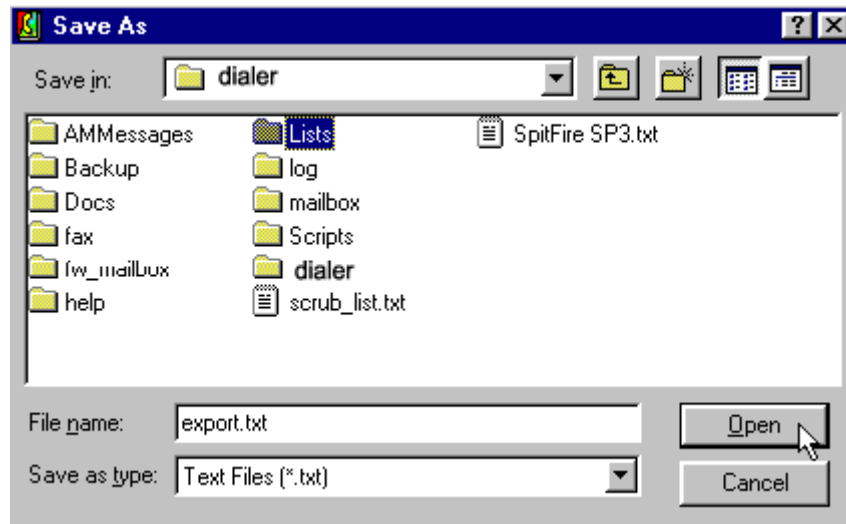 Save As
Save in: dialer
AMMessages Lists SpitFire SP3.txt
Backup log
Docs mailbox
fax Scripts
fw_mailbox dialer
help scrub_list.txt
File name: export.txt Open
Save as type: Text Files (*.txt) Cancel